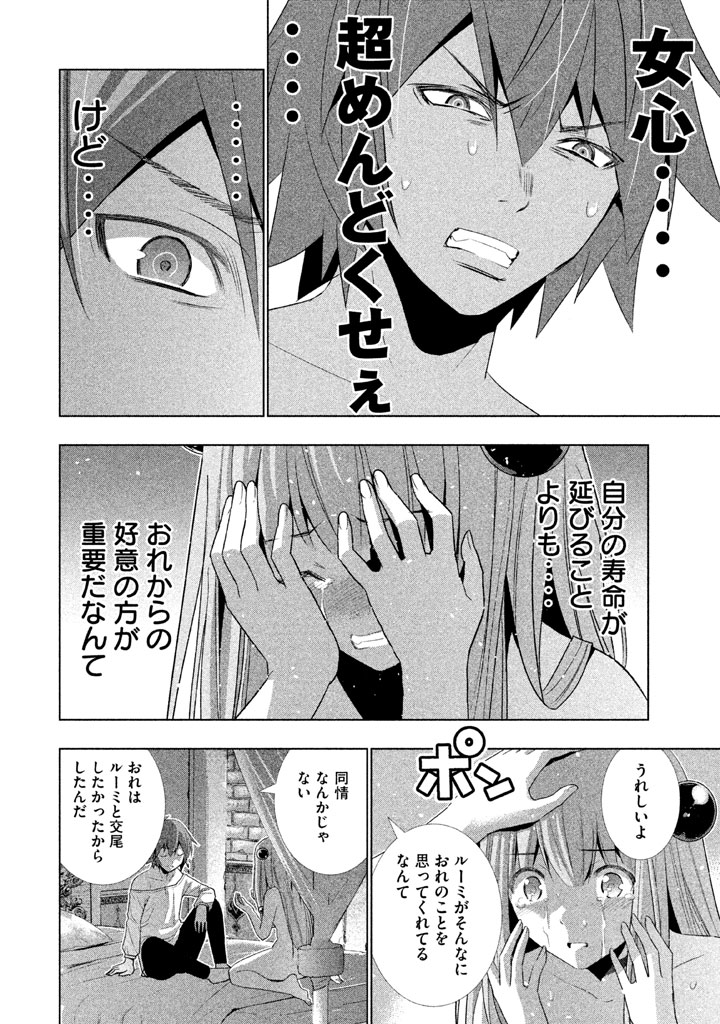 女心‥‥
超めんどくせぇ
‥‥
‥‥‥
けど‥‥
自分の寿命が
延びること
よりも‥‥
おれからの
好意の方が
重要だなんて
うれしいよ
ポン
ルーミがそんなに
おれのことを
思ってくれてる
なんて
同情
なんかじゃ
ない
おれは
ルーミと交尾
したかったから
したんだ